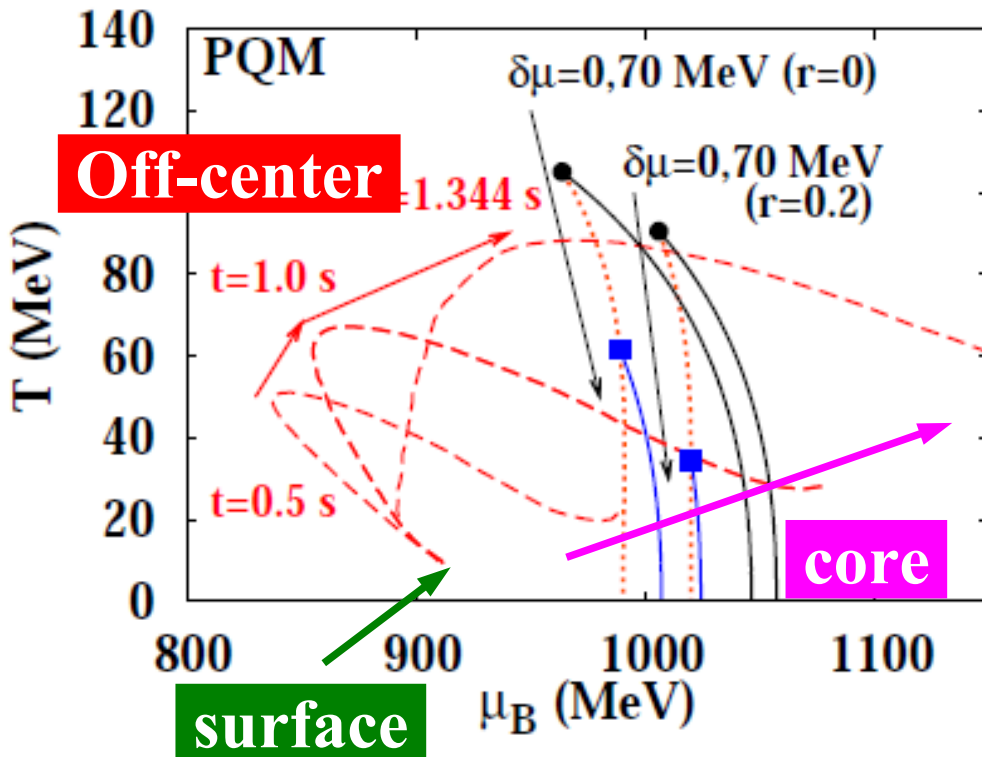 140
120
100
80
60
40
20
0
T (MeV)
PQM
δμ=0,70 MeV (r=0)
δμ=0,70 MeV
(r=0.2)
Off-center
=1.344 s
t=1.0 s
t=0.5 s
core
800
900
1000
1100
μB (MeV)
surface